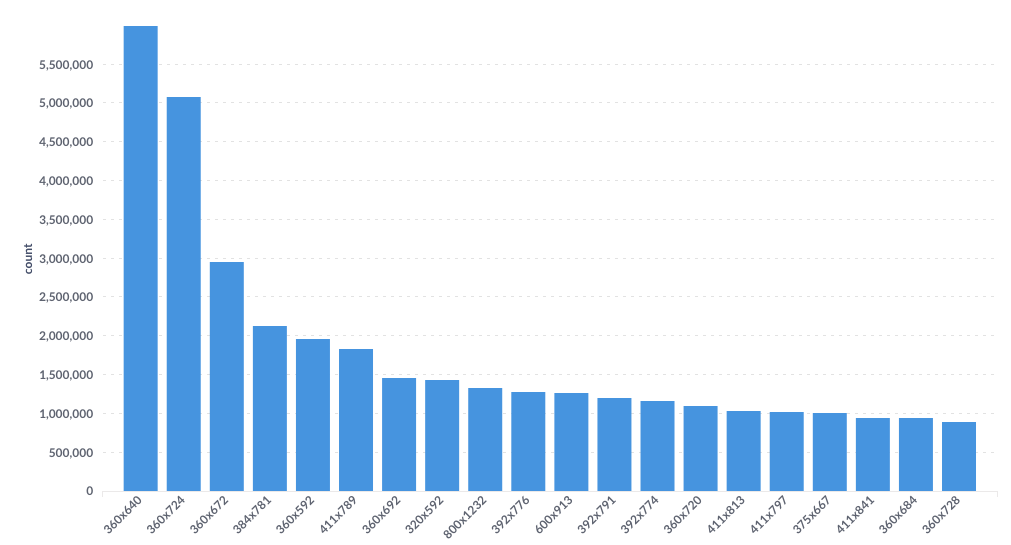 5,500,000
5,000,000
4,500,000
4,000,000
3,500,000
3,000,000
2,500,000
2,000,000
1,500,000
1,000,000
500,000
0
count
360x640
360x724
360x672
384x781
360x592
411x789
360x692
320x592
800x1232
392x776
600x913
392x791
392x774
360x720
411x813
411x797
375x667
411x841
360x684
360x728